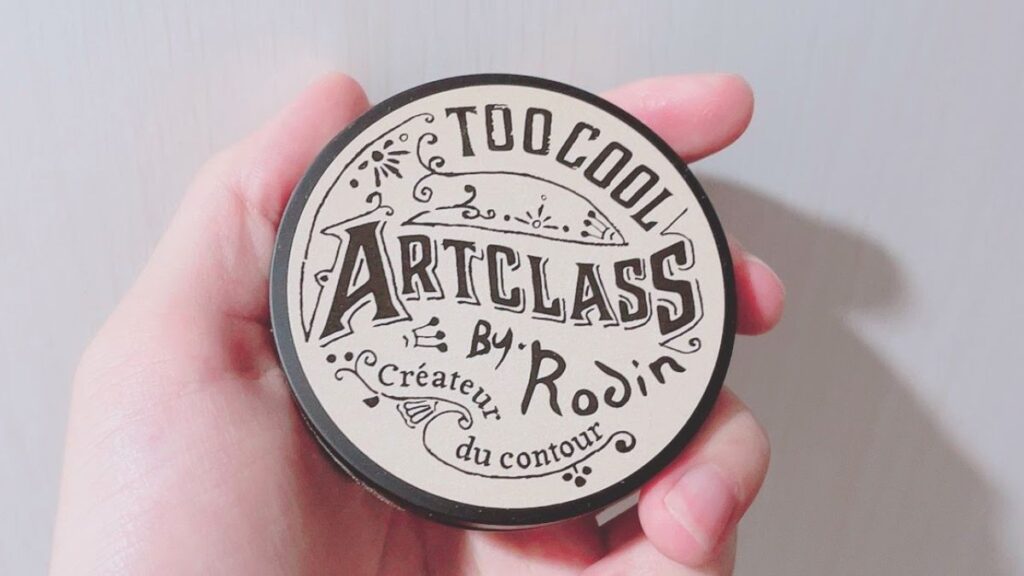 TOO COOL
ARTCLASS
By. Rodin
Créateur
du contour